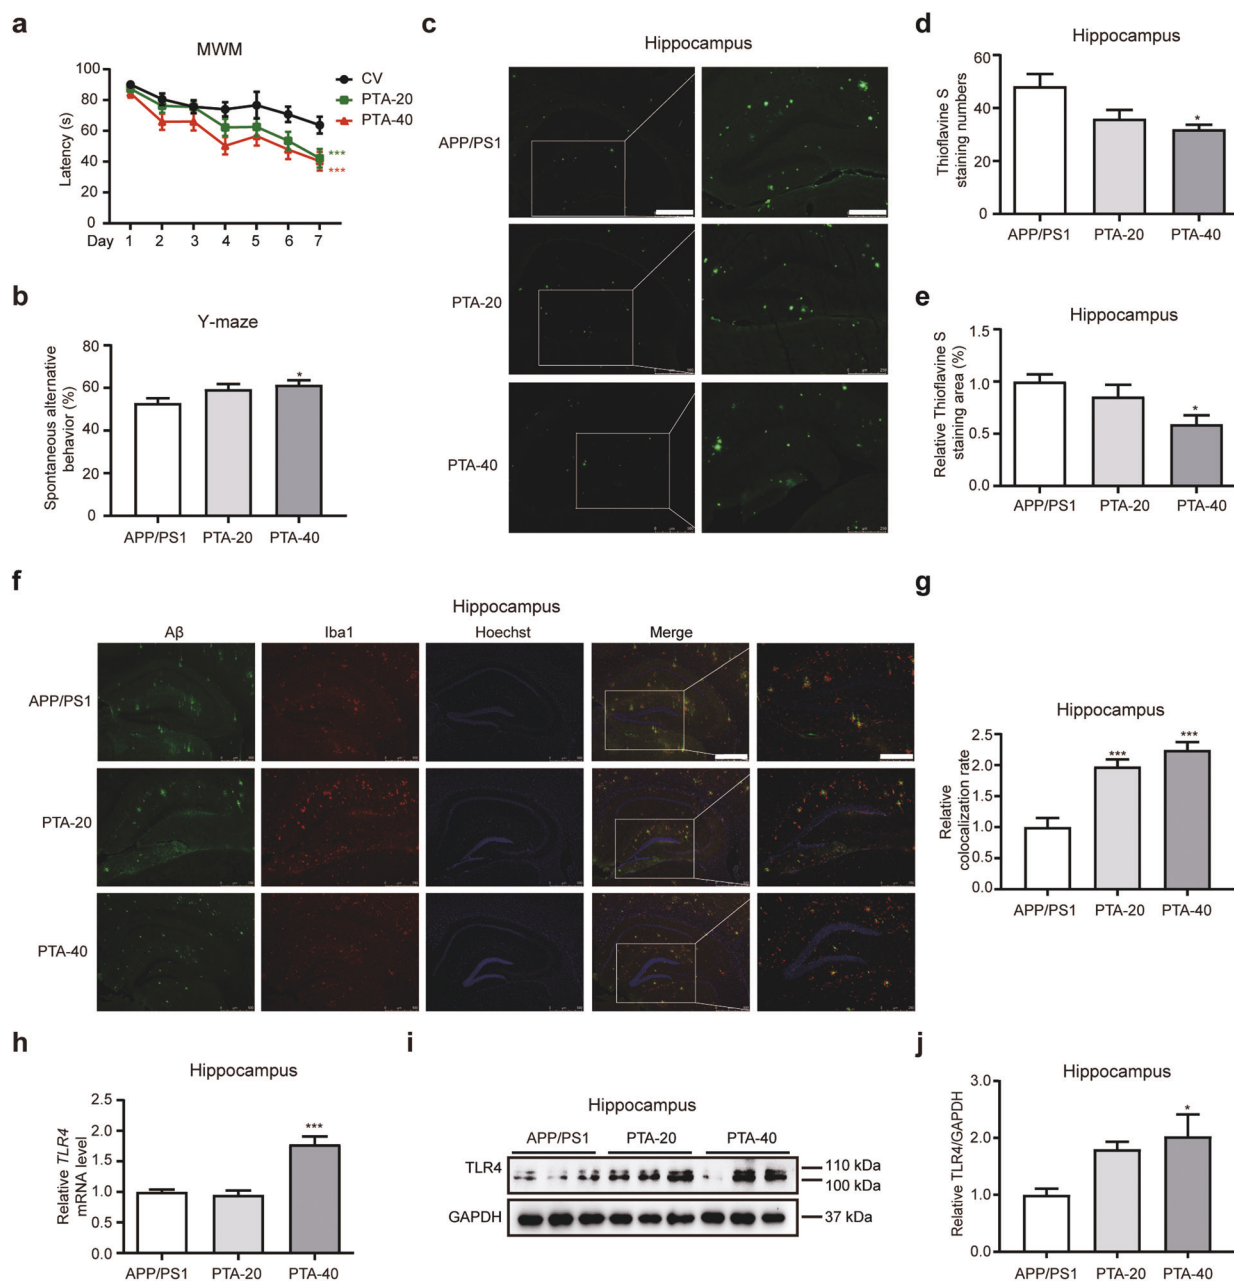 a
MWM
Latency (s)
100
80
60
40
20
0
Day 1 2 3 4 5 6 7
CV
PTA-20
PTA-40
***
***
b
Y-maze
Spontaneous alternative
behavior (%)
80
60
40
20
0
*
APP/PS1 PTA-20 PTA-40
c
Hippocampus
APP/PS1
PTA-20
PTA-40
d
Hippocampus
Thioflavine S
staining numbers
60
40
20
0
*
APP/PS1 PTA-20 PTA-40
e
Hippocampus
Relative Thioflavine S
staining area (%)
1.5
1.0
0.5
0.0
*
APP/PS1 PTA-20 PTA-40
f
Hippocampus
Aβ Iba1 Hoechst Merge
APP/PS1
PTA-20
PTA-40
g
Hippocampus
Relative
colocalization rate
2.5
2.0
1.5
1.0
0.5
0.0
*** ***
APP/PS1 PTA-20 PTA-40
h
Hippocampus
Relative TLR4
mRNA level
2.5
2.0
1.5
1.0
0.5
0.0
***
APP/PS1 PTA-20 PTA-40
i
Hippocampus
APP/PS1 PTA-20 PTA-40
TLR4
110 kDa
100 kDa
GAPDH
37 kDa
j
Hippocampus
Relative TLR4/GAPDH
3.0
2.0
1.0
0.0
*
APP/PS1 PTA-20 PTA-40